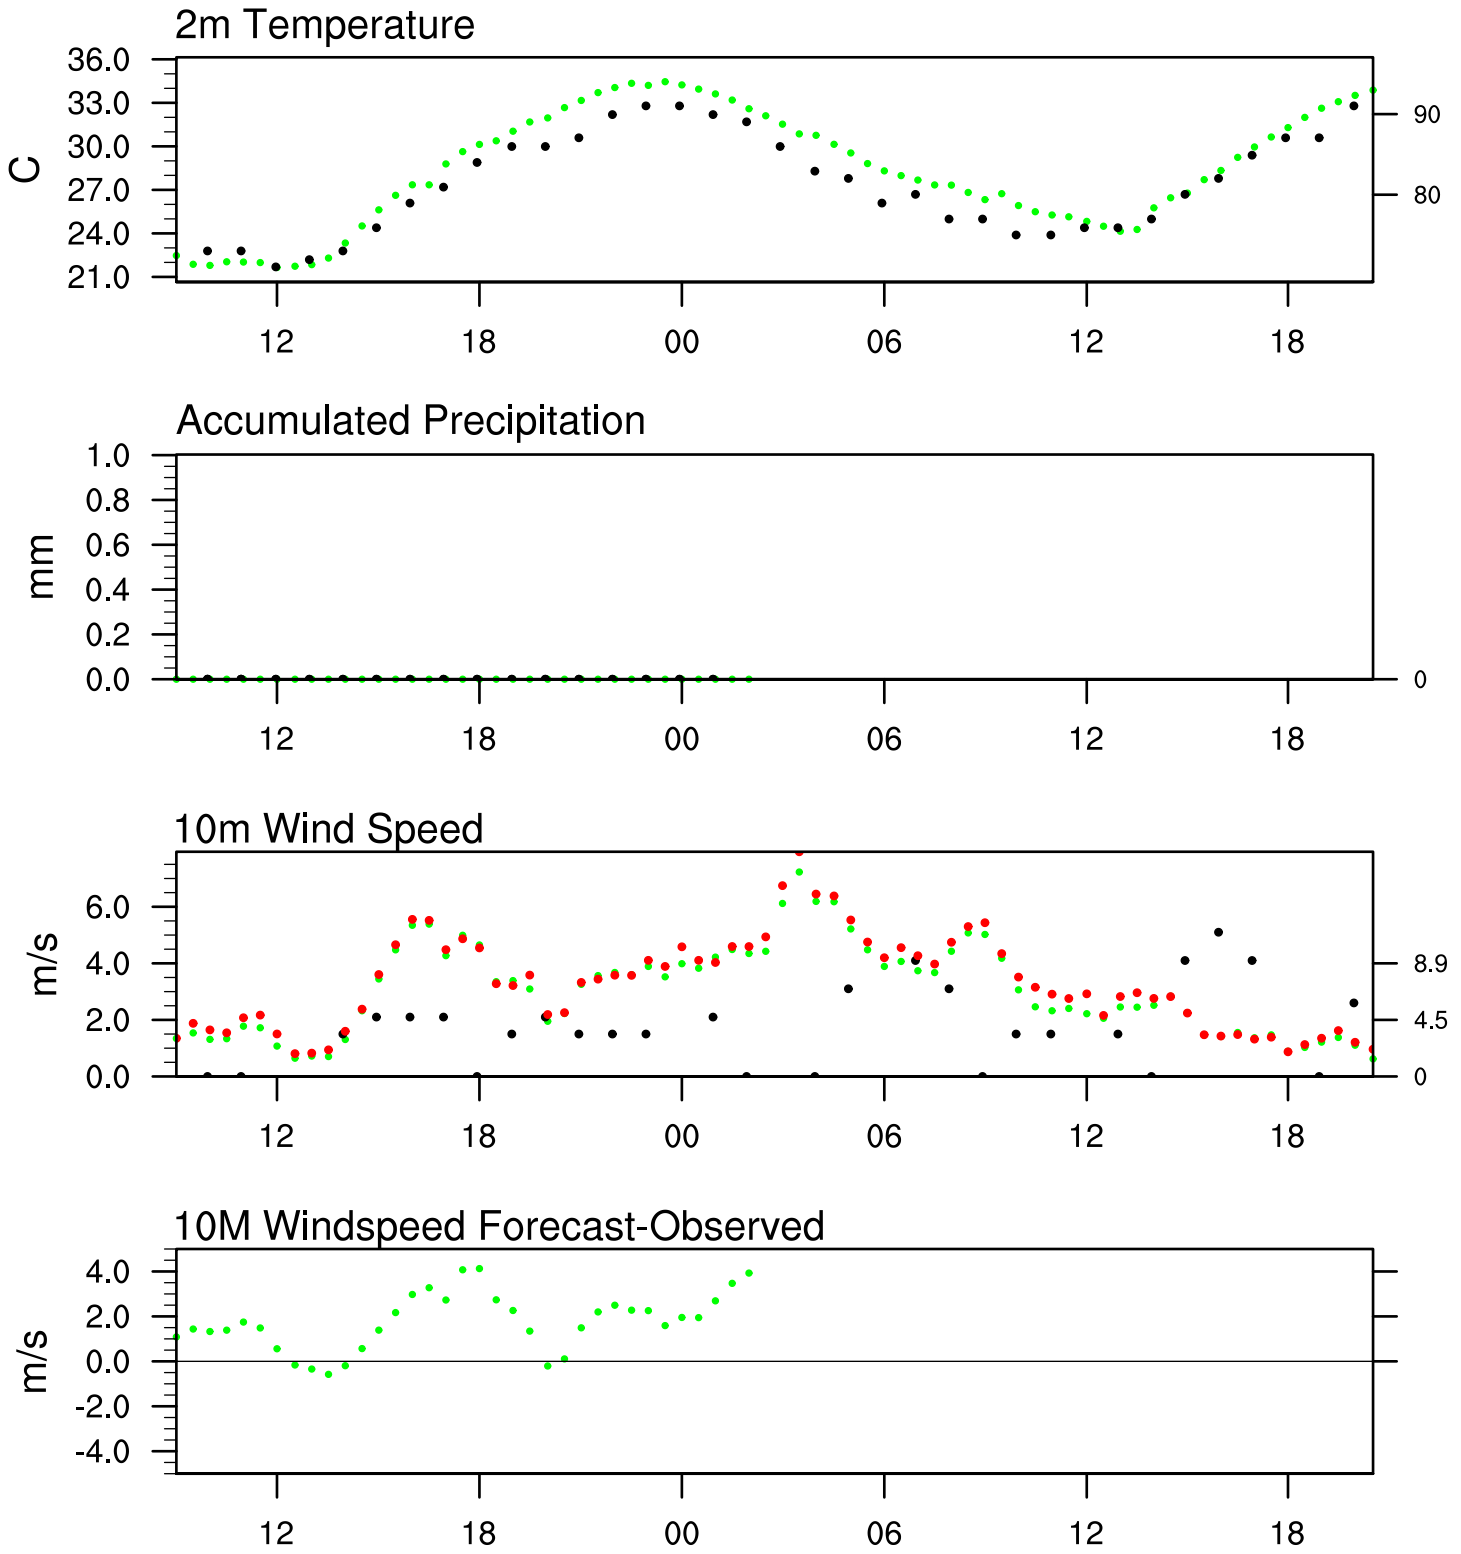 2m Temperature
36.0
33.0
30.0
27.0
24.0
21.0
C
90
80
12 18 00 06 12 18
Accumulated Precipitation
1.0
0.8
0.6
0.4
0.2
0.0
mm
0
12 18 00 06 12 18
10m Wind Speed
6.0
4.0
2.0
0.0
m/s
8.9
4.5
0
12 18 00 06 12 18
10M Windspeed Forecast-Observed
4.0
2.0
0.0
-2.0
-4.0
m/s
12 18 00 06 12 18